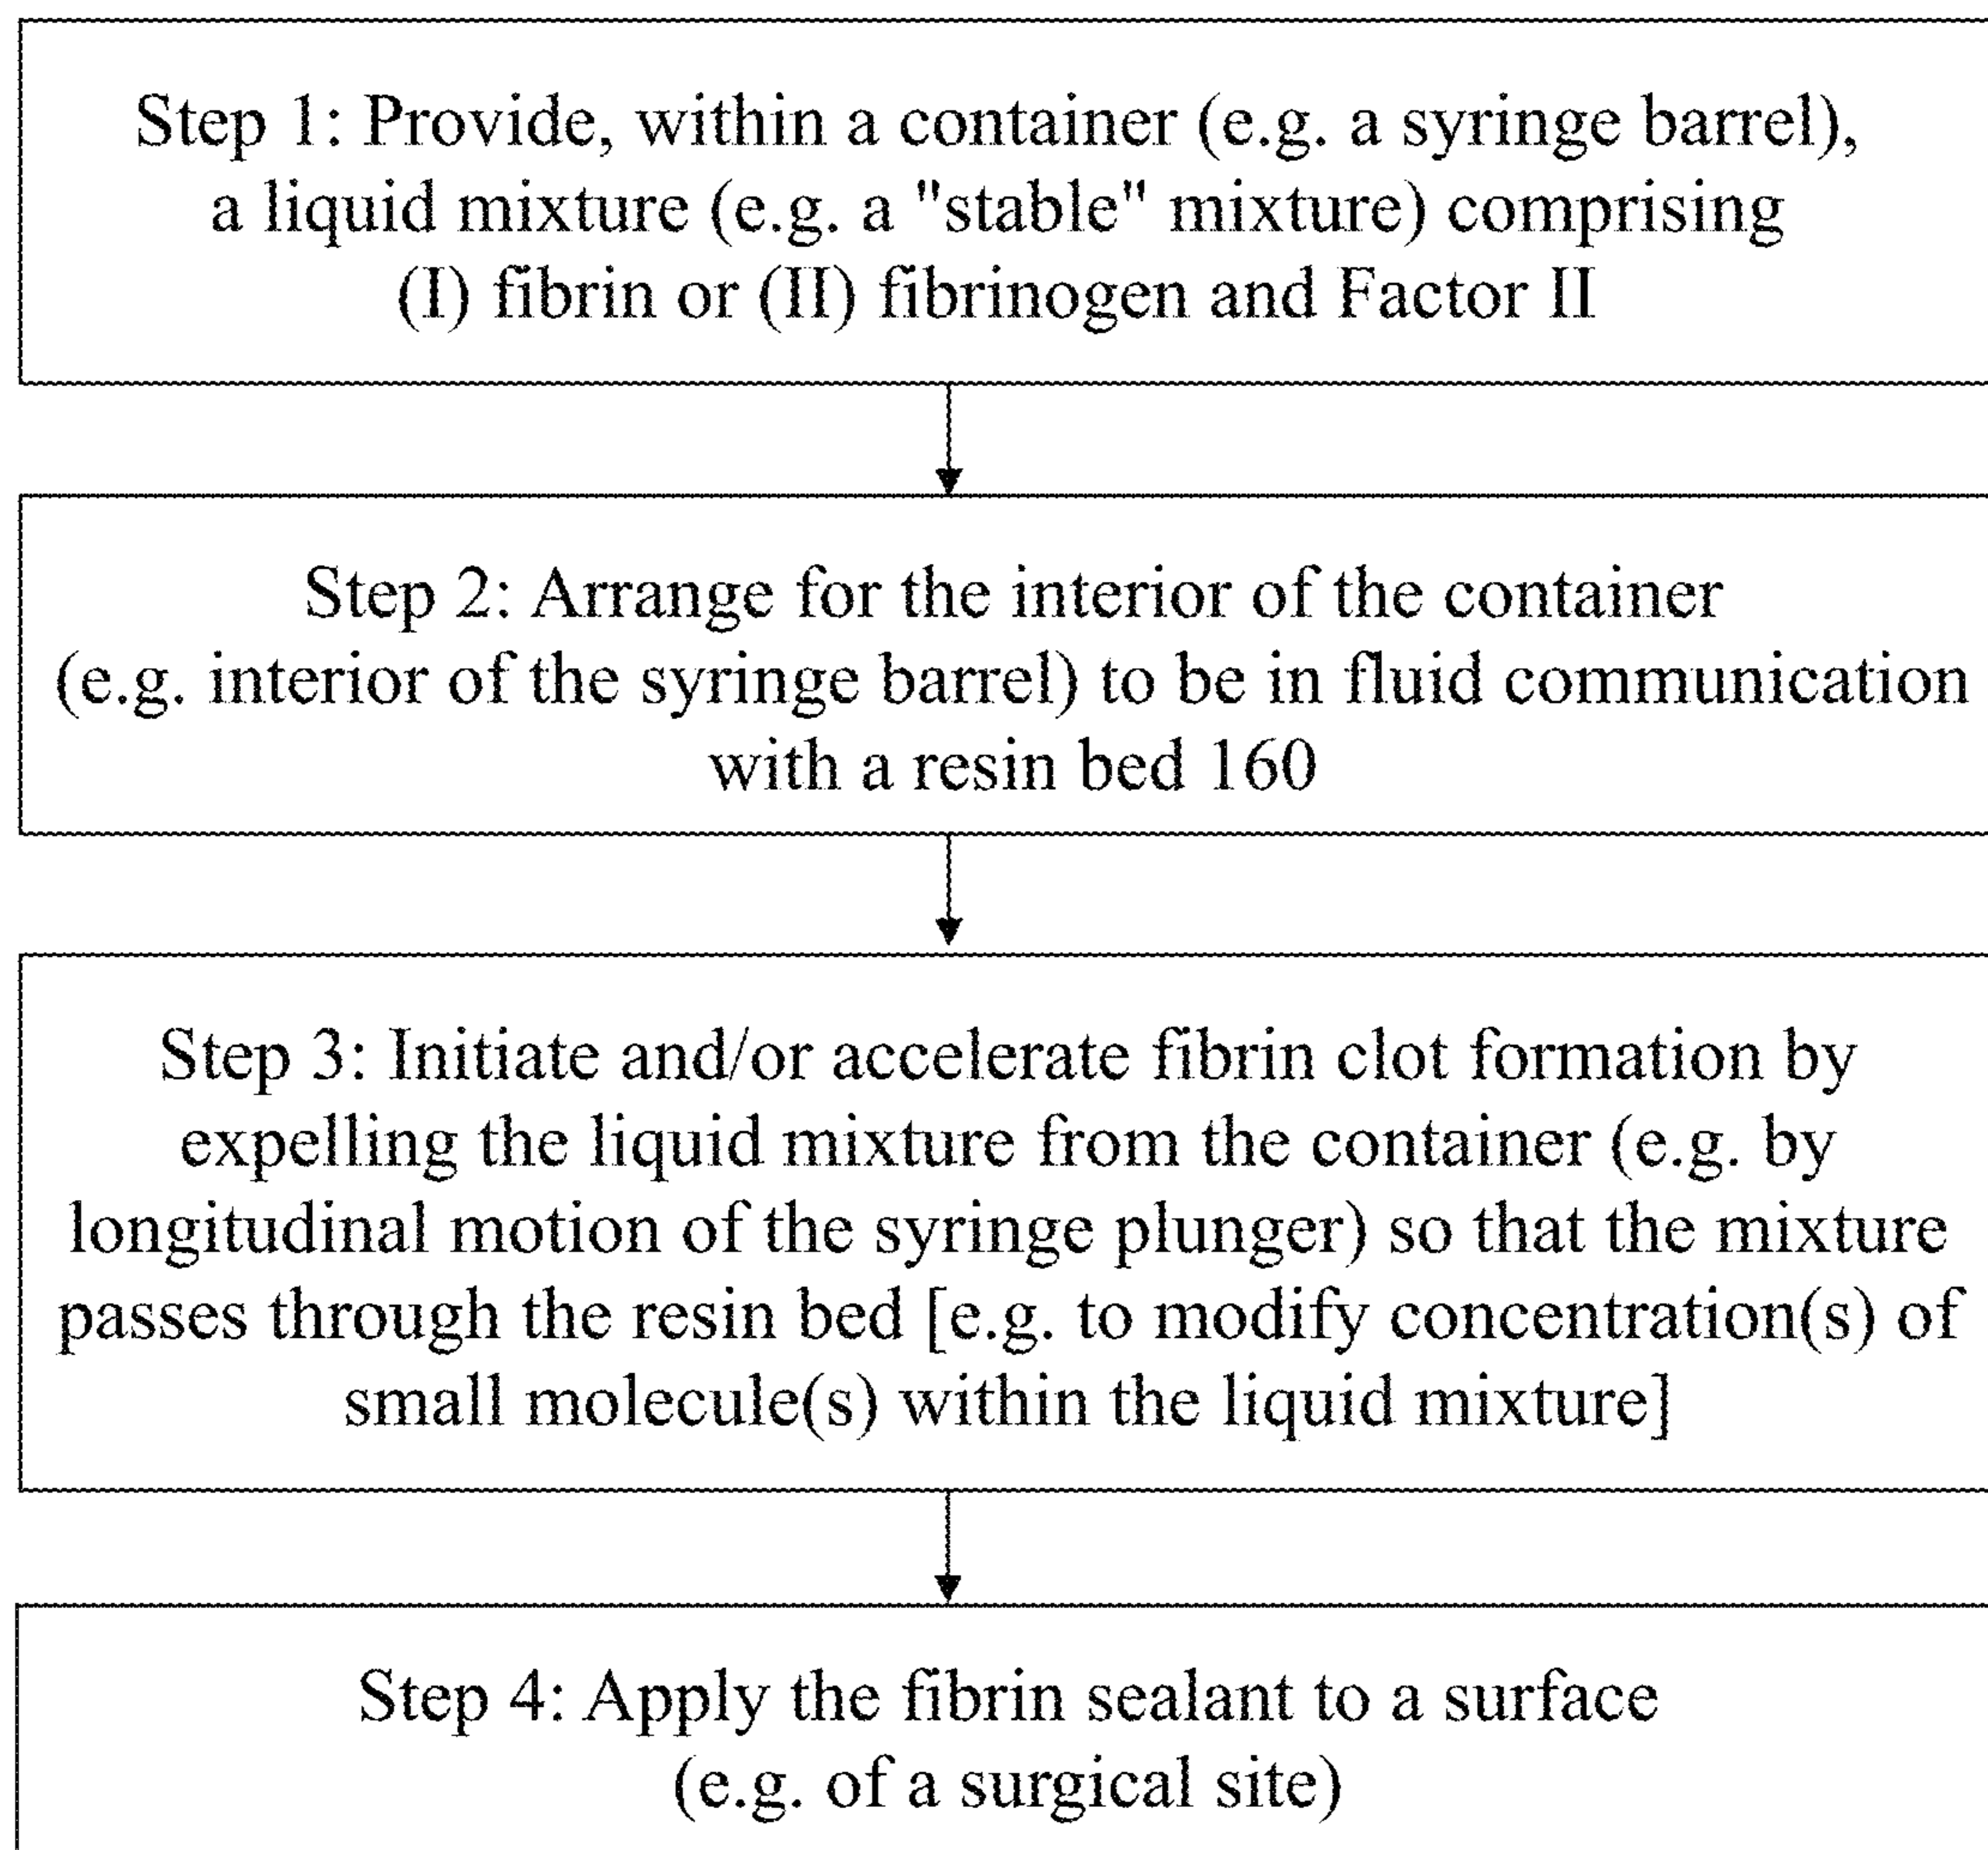 Step 1: Provide, within a container (e.g. a syringe barrel),
a liquid mixture (e.g. a "stable" mixture) comprising
(I) fibrin or (II) fibrinogen and Factor II
Step 2: Arrange for the interior of the container
(e.g. interior of the syringe barrel) to be in fluid communication
with a resin bed 160
Step 3: Initiate and/or accelerate fibrin clot formation by
expelling the liquid mixture from the container (e.g. by
longitudinal motion of the syringe plunger) so that the mixture
passes through the resin bed [e.g. to modify concentration(s) of
small molecule(s) within the liquid mixture]
Step 4: Apply the fibrin sealant to a surface
(e.g. of a surgical site)